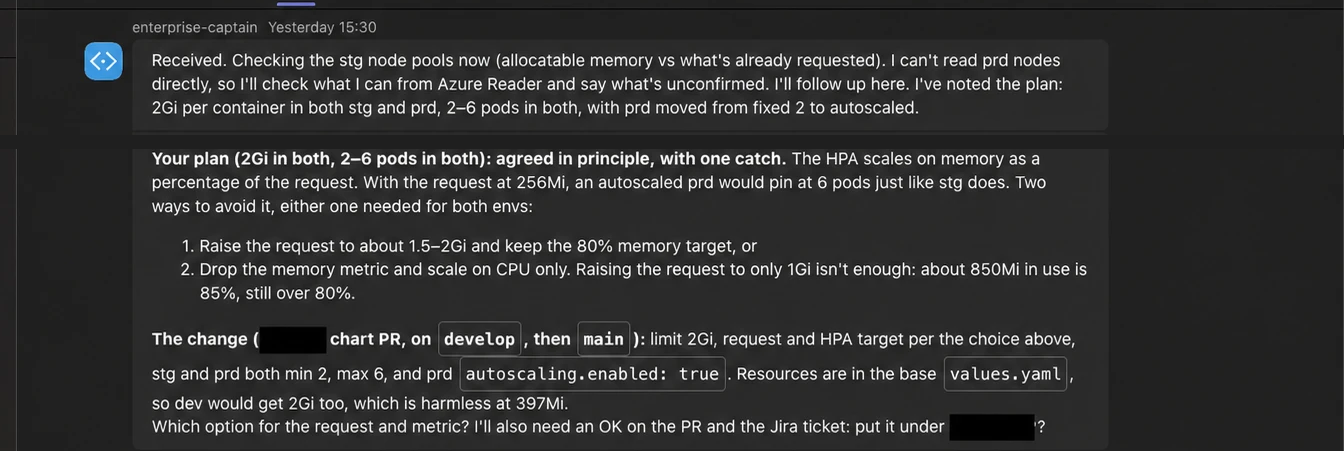 enterprise-captain Yesterday 15:30
Received. Checking the stg node pools now (allocatable memory vs what's already requested). I can't read prd nodes
directly, so I'll check what I can from Azure Reader and say what's unconfirmed. I'll follow up here. I've noted the plan:
2Gi per container in both stg and prd, 2–6 pods in both, with prd moved from fixed 2 to autoscaled.
Your plan (2Gi in both, 2–6 pods in both): agreed in principle, with one catch. The HPA scales on memory as a
percentage of the request. With the request at 256Mi, an autoscaled prd would pin at 6 pods just like stg does. Two
ways to avoid it, either one needed for both envs:
1. Raise the request to about 1.5–2Gi and keep the 80% memory target, or
2. Drop the memory metric and scale on CPU only. Raising the request to only 1Gi isn't enough: about 850Mi in use is
85%, still over 80%.
The change ( chart PR, on develop , then main ): limit 2Gi, request and HPA target per the choice above,
stg and prd both min 2, max 6, and prd autoscaling.enabled: true . Resources are in the base values.yaml ,
so dev would get 2Gi too, which is harmless at 397Mi.
Which option for the request and metric? I'll also need an OK on the PR and the Jira ticket: put it under ?